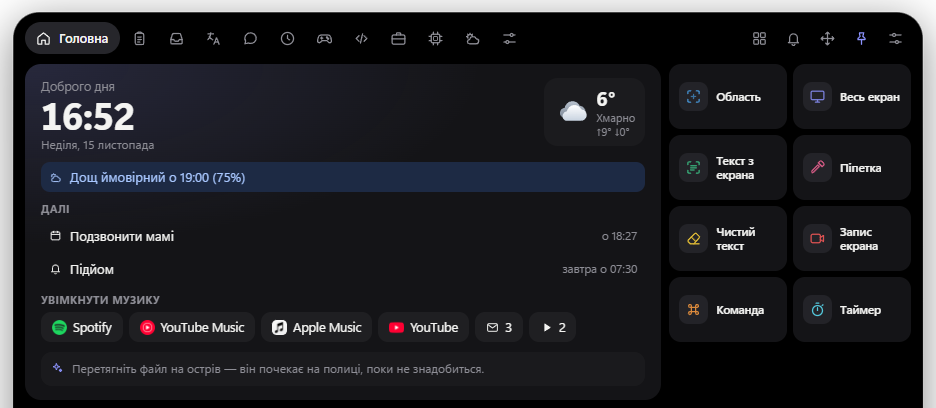 Головна
Доброго дня
16:52
Неділя, 15 листопада
6°
Хмарно
↑9° ↓0°
Дощ ймовірний о 19:00 (75%)
ДАЛІ
Подзвонити мамі
о 18:27
Підйом
завтра о 07:30
УВІМКНУТИ МУЗИКУ
Spotify
YouTube Music
Apple Music
YouTube
3
2
Перетягніть файл на острів — він почекає на полиці, поки не знадобиться.
Область
Весь екран
Текст з
екрана
Піпетка
Чистий
текст
Запис
екрана
Команда
Таймер